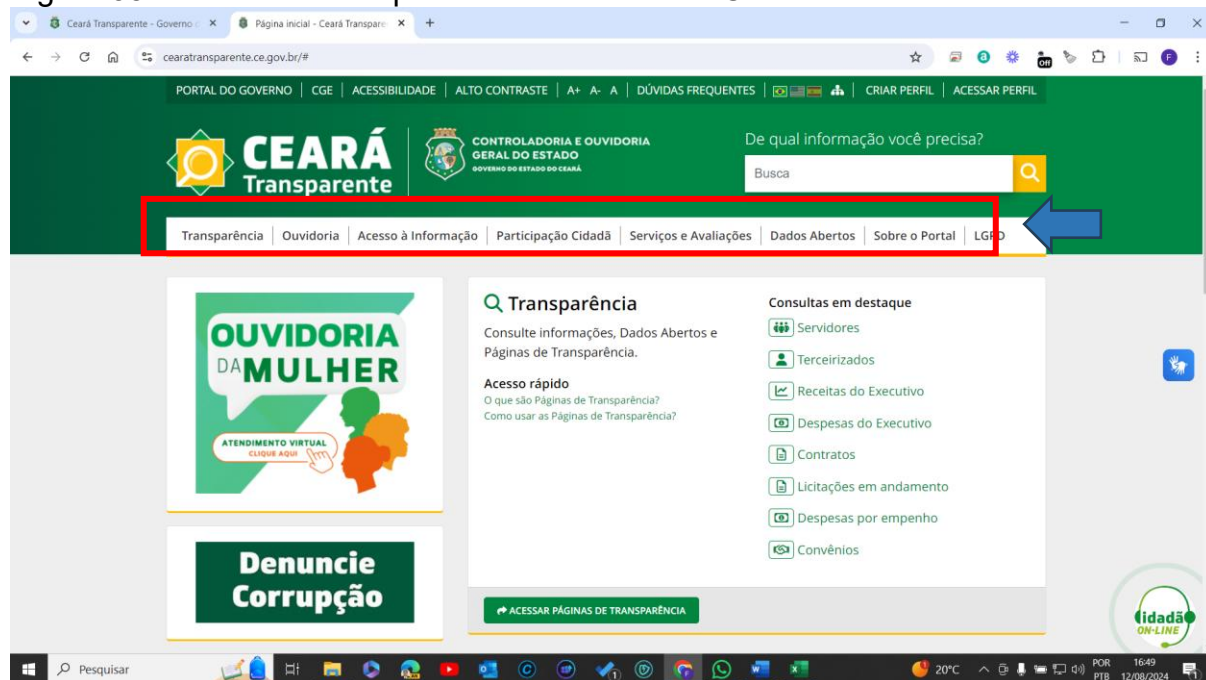 Ceará Transparente - Governo
Página inicial - Ceará Transpare
cearatransparente.ce.gov.br/#
Off
F
PORTAL DO GOVERNO | CGE | ACESSIBILIDADE | ALTO CONTRASTE | A+ A- A | DÚVIDAS FREQUENTES | CRIAR PERFIL | ACESSAR PERFIL
CEARÁ
Transparente
CONTROLADORIA E OUVIDORIA
GERAL DO ESTADO
GOVERNO DO ESTADO DO CEARÁ
De qual informação você precisa?
Busca
Transparência | Ouvidoria | Acesso à Informação | Participação Cidadã | Serviços e Avaliações | Dados Abertos | Sobre o Portal | LGPD
OUVIDORIA
DA MULHER
ATENDIMENTO VIRTUAL
CLIQUE AQUI
Denuncie
Corrupção
Transparência
Consulte informações, Dados Abertos e
Páginas de Transparência.
Acesso rápido
O que são Páginas de Transparência?
Como usar as Páginas de Transparência?
Consultas em destaque
Servidores
Terceirizados
Receitas do Executivo
Despesas do Executivo
Contratos
Licitações em andamento
Despesas por empenho
Convênios
ACESSAR PÁGINAS DE TRANSPARÊNCIA
Cidadão
ON-LINE
Pesquisar
20°C
POR
PTB
16:49
12/08/2024